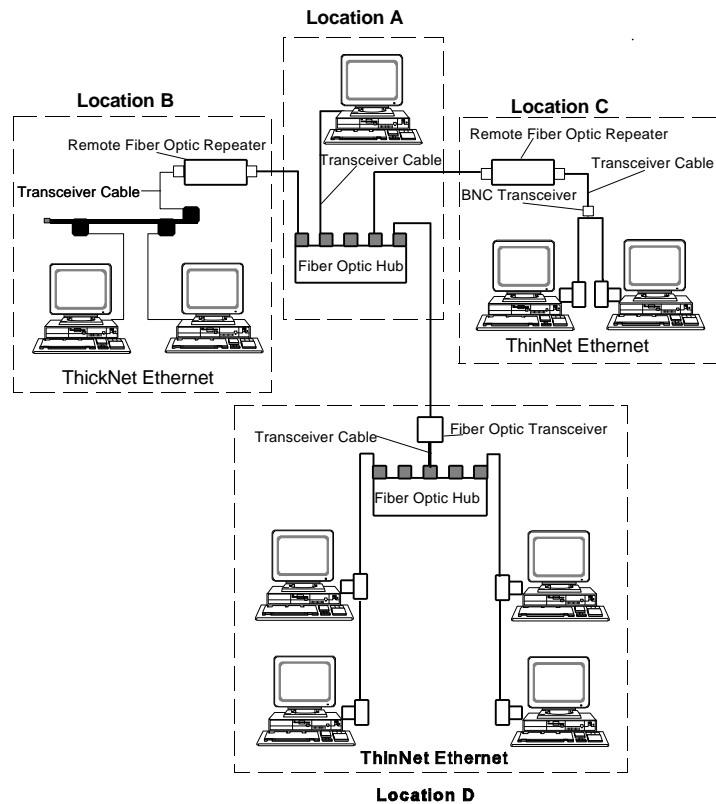 Location A
Location B
Location C
Remote Fiber Optic Repeater
Remote Fiber Optic Repeater
Transceiver Cable
Transceiver Cable
Transceiver Cable
BNC Transceiver
Fiber Optic Hub
ThickNet Ethernet
ThinNet Ethernet
Transceiver Cable
Fiber Optic Transceiver
Fiber Optic Hub
ThinNet Ethernet
Location D